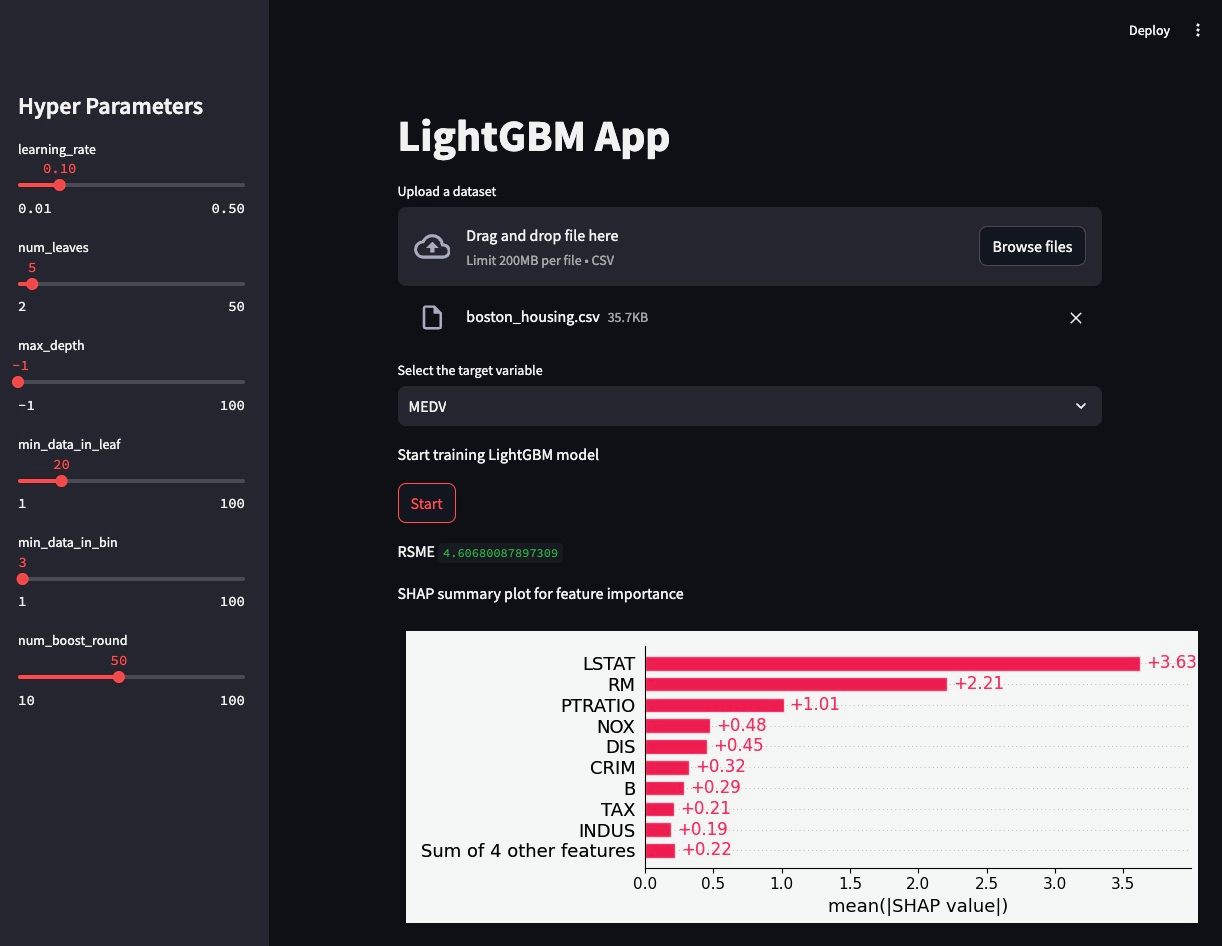 Deploy
Hyper Parameters
learning_rate
0.10
0.01 0.50
num_leaves
5
2 50
max_depth
-1
-1 100
min_data_in_leaf
20
1 100
min_data_in_bin
3
1 100
num_boost_round
50
10 100
LightGBM App
Upload a dataset
Drag and drop file here
Limit 200MB per file • CSV
Browse files
boston_housing.csv 35.7KB
Select the target variable
MEDV
Start training LightGBM model
Start
RSME 4.60680087897309
SHAP summary plot for feature importance
LSTAT +3.63
RM +2.21
PTRATIO +1.01
NOX +0.48
DIS +0.45
CRIM +0.32
B +0.29
TAX +0.21
INDUS +0.19
Sum of 4 other features +0.22
0.0 0.5 1.0 1.5 2.0 2.5 3.0 3.5
mean(|SHAP value|)